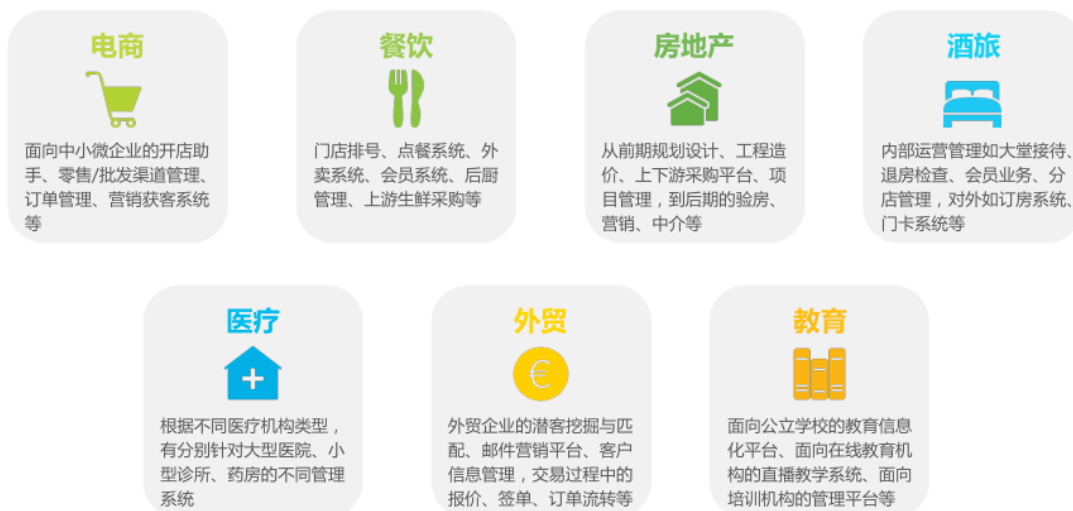 电商
面向中小微企业的开店助
手、零售/批发渠道管理、
订单管理、营销获客系统
等
餐饮
门店排号、点餐系统、外
卖系统、会员系统、后厨
管理、上游生鲜采购等
房地产
从前期规划设计、工程造
价、上下游采购平台、项
目管理，到后期的验房、
营销、中介等
酒旅
内部运营管理如大堂接待、
退房检查、会员业务、分
店管理，对外如订房系统、
门卡系统等
医疗
根据不同医疗机构类型，
有分别针对大型医院、小
型诊所、药房的不同管理
系统
外贸
€
外贸企业的潜客挖掘与匹
配、邮件营销平台、客户
信息管理，交易过程中的
报价、签单、订单流转等
教育
面向公立学校的教育信息
化平台、面向在线教育机
构的直播教学系统、面向
培训机构的管理平台等